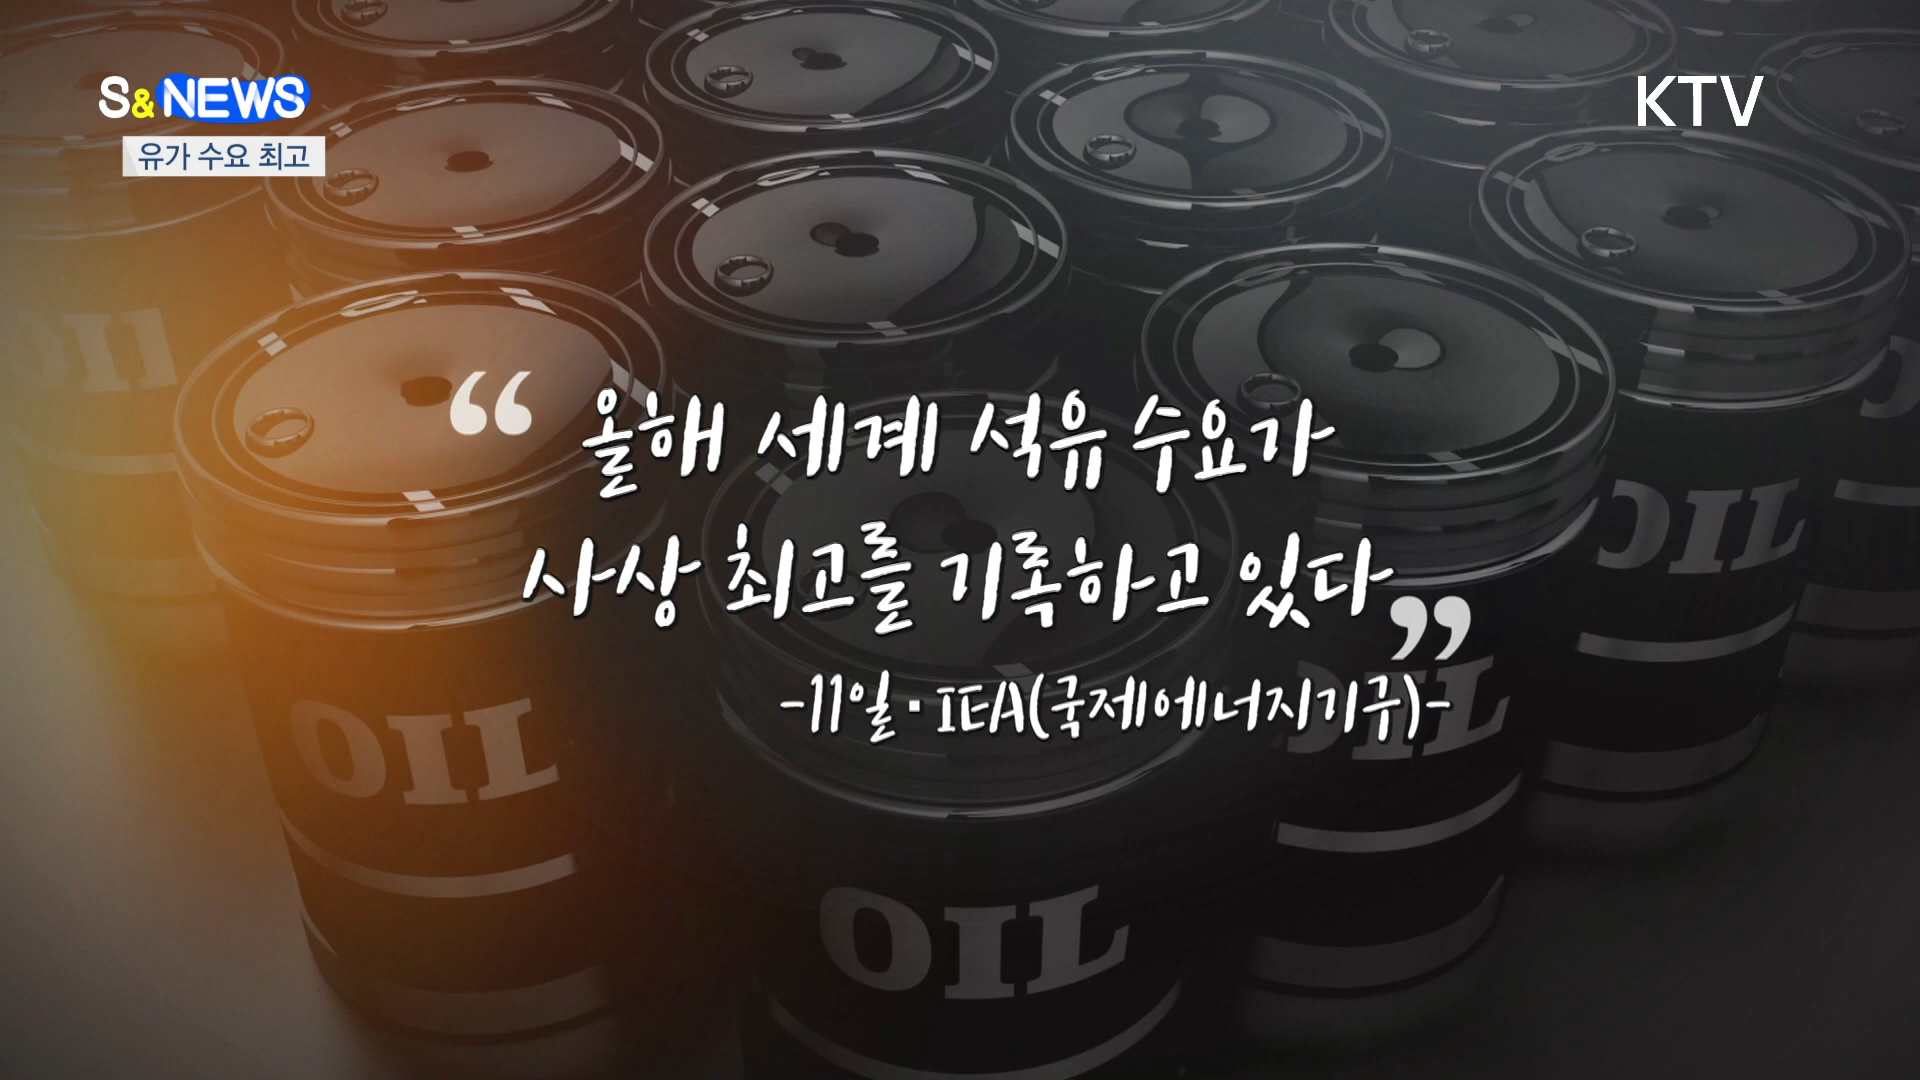 S&NEWS
KTV
유가 수요 최고
OIL
OIL
“ 올해 세계 석유 수요가
사상 최고를 기록하고 있다 ”
-11일·IEA(국제에너지기구)-
OIL
OIL
OIL